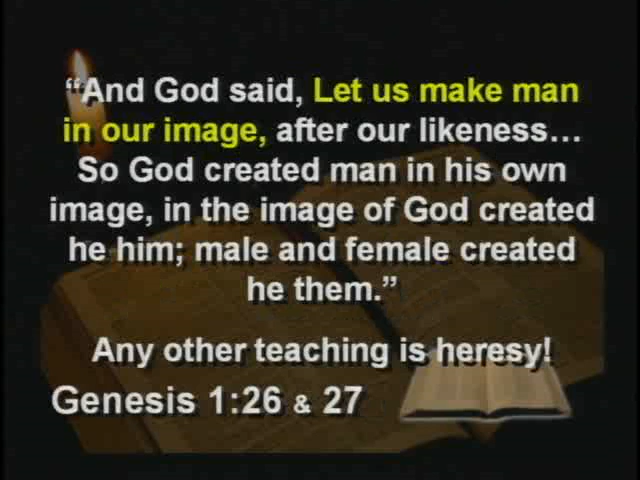 “And God said, Let us make man
in our image, after our likeness…
So God created man in his own
image, in the image of God created
he him; male and female created
he them.”
Any other teaching is heresy!
Genesis 1:26 & 27